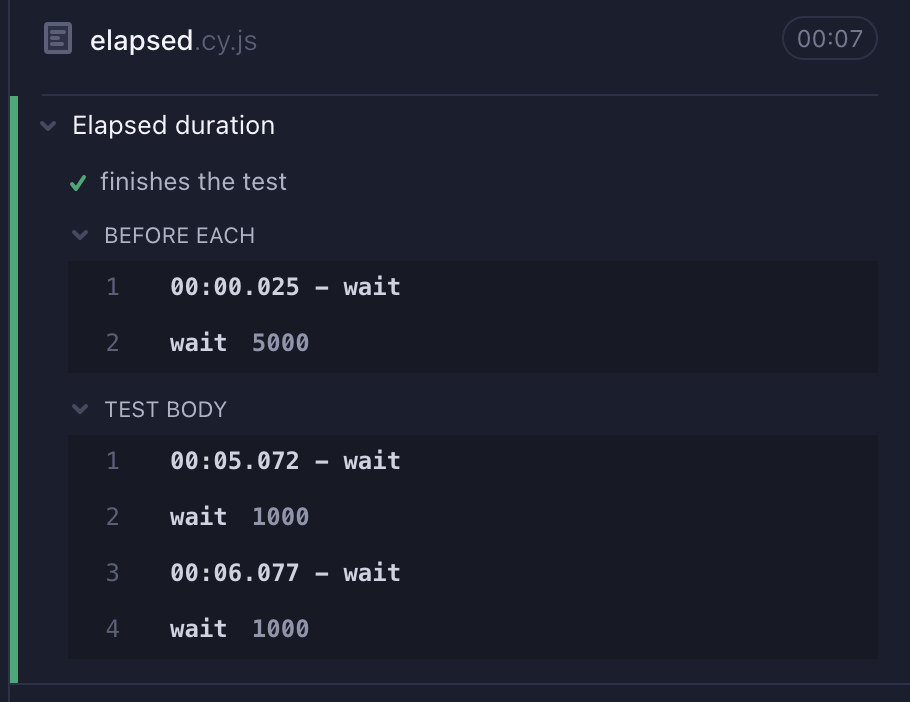 elapsed.cy.js 00:07
Elapsed duration
finishes the test
BEFORE EACH
1 00:00.025 – wait
2 wait 5000
TEST BODY
1 00:05.072 – wait
2 wait 1000
3 00:06.077 – wait
4 wait 1000